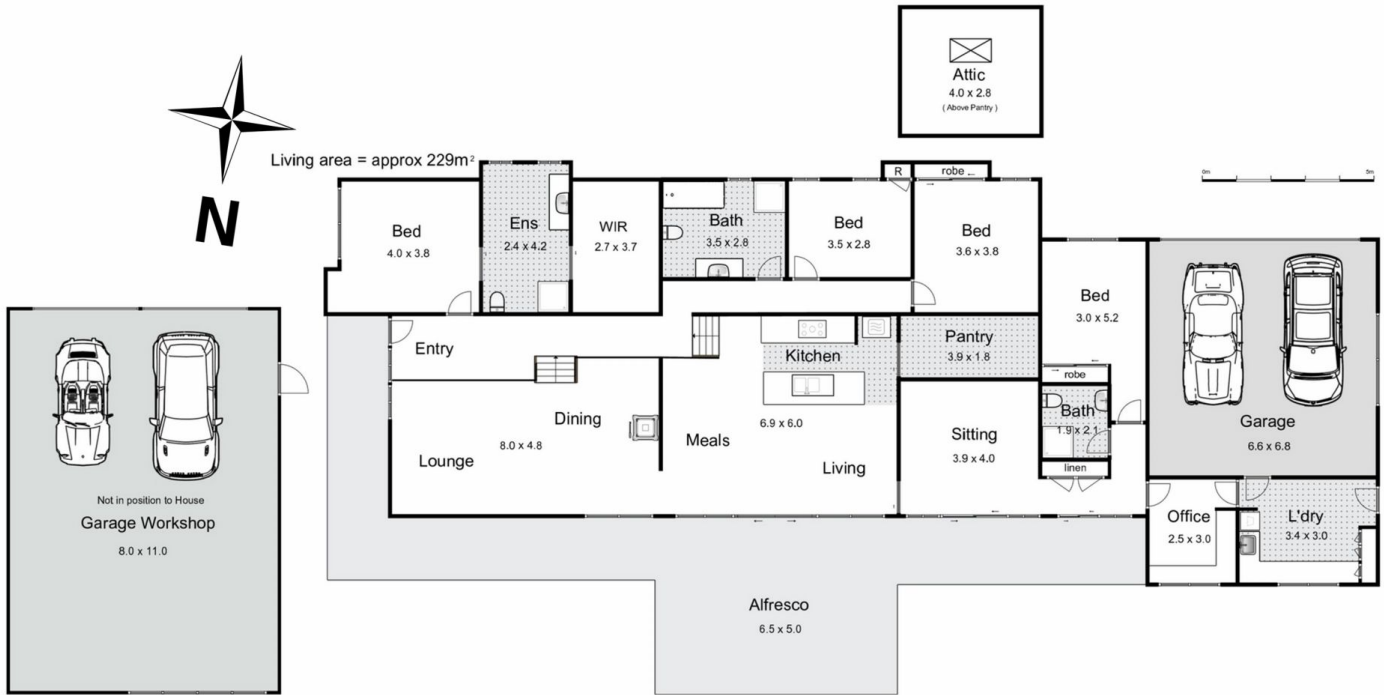 Attic
4.0 x 2.8
( Above Pantry )
Living area = approx 229m²
N
0m 5m
R
robe
Bed
4.0 x 3.8
Ens
2.4 x 4.2
WIR
2.7 x 3.7
Bath
3.5 x 2.8
Bed
3.5 x 2.8
Bed
3.6 x 3.8
Bed
3.0 x 5.2
robe
Entry
Kitchen
Pantry
3.9 x 1.8
Bath
1.9 x 2.1
Dining
8.0 x 4.8
Lounge
6.9 x 6.0
Meals
Living
Sitting
3.9 x 4.0
linen
Garage
6.6 x 6.8
Not in position to House
Garage Workshop
8.0 x 11.0
Office
2.5 x 3.0
L'dry
3.4 x 3.0
Alfresco
6.5 x 5.0